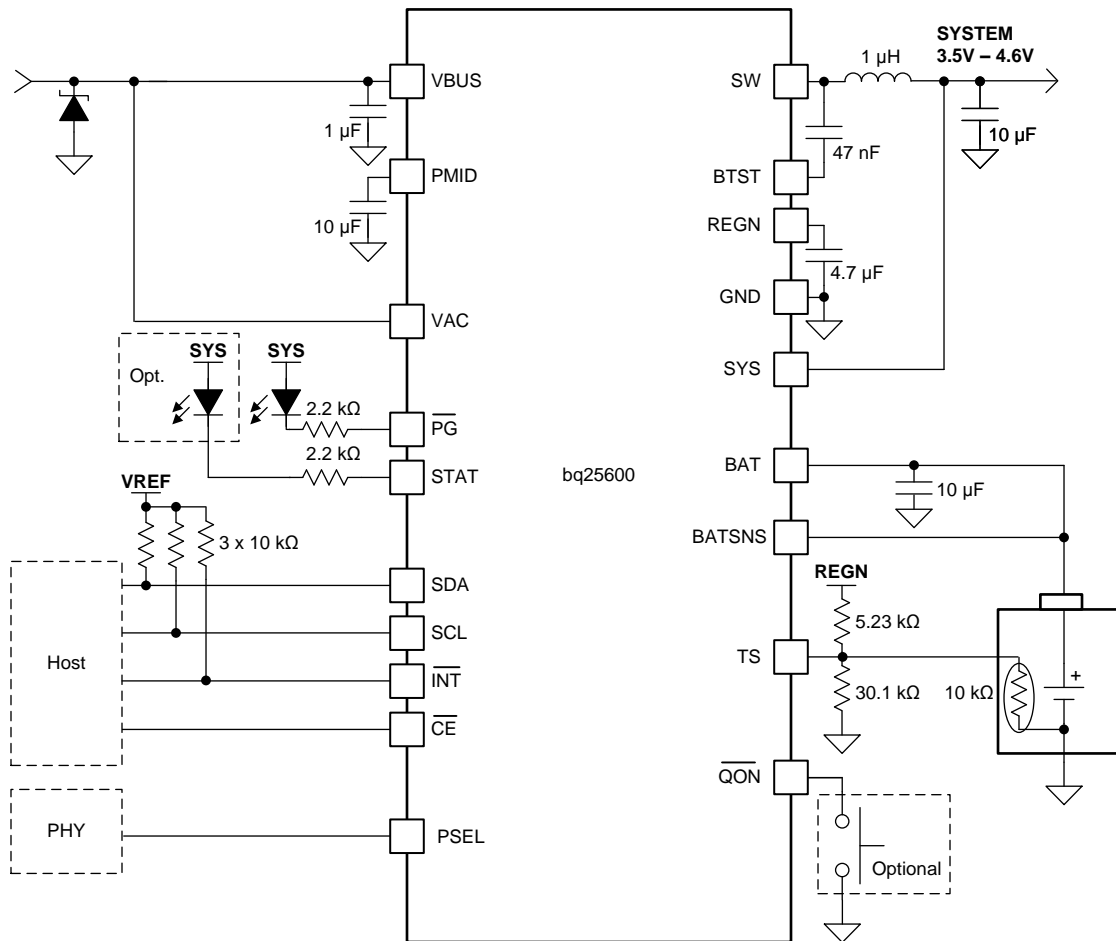 SYSTEM
3.5V – 4.6V
1 µH
VBUS
SW
1 µF
10 µF
47 nF
PMID
BTST
10 µF
REGN
4.7 µF
GND
VAC
SYS
SYS
SYS
Opt.
2.2 kΩ
PG
2.2 kΩ
STAT
bq25600
BAT
VREF
10 µF
3 x 10 kΩ
BATSNS
REGN
SDA
5.23 kΩ
SCL
Host
TS
INT
30.1 kΩ
10 kΩ
+
CE
QON
PHY
PSEL
Optional